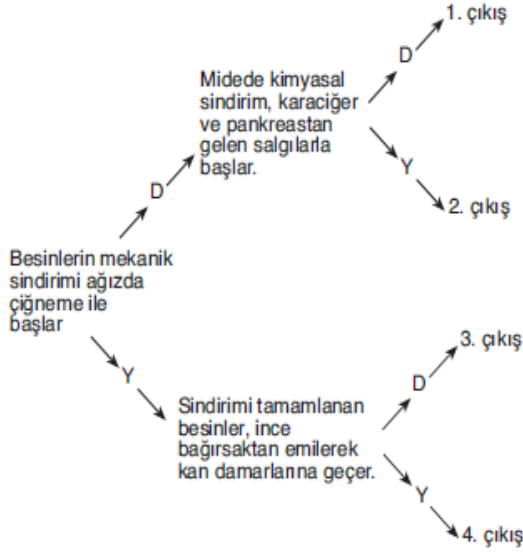 1. çıkış
D
Midede kimyasal
sindirim, karaciğer
ve pankreastan
gelen salgılarla
başlar.
Y
2. çıkış
D
Besinlerin mekanik
sindirimi ağızda
çiğneme ile
başlar
Y
3. çıkış
D
Sindirimi tamamlanan
besinler, ince
bağırsaktan emilerek
kan damarlarına geçer.
Y
4. çıkış